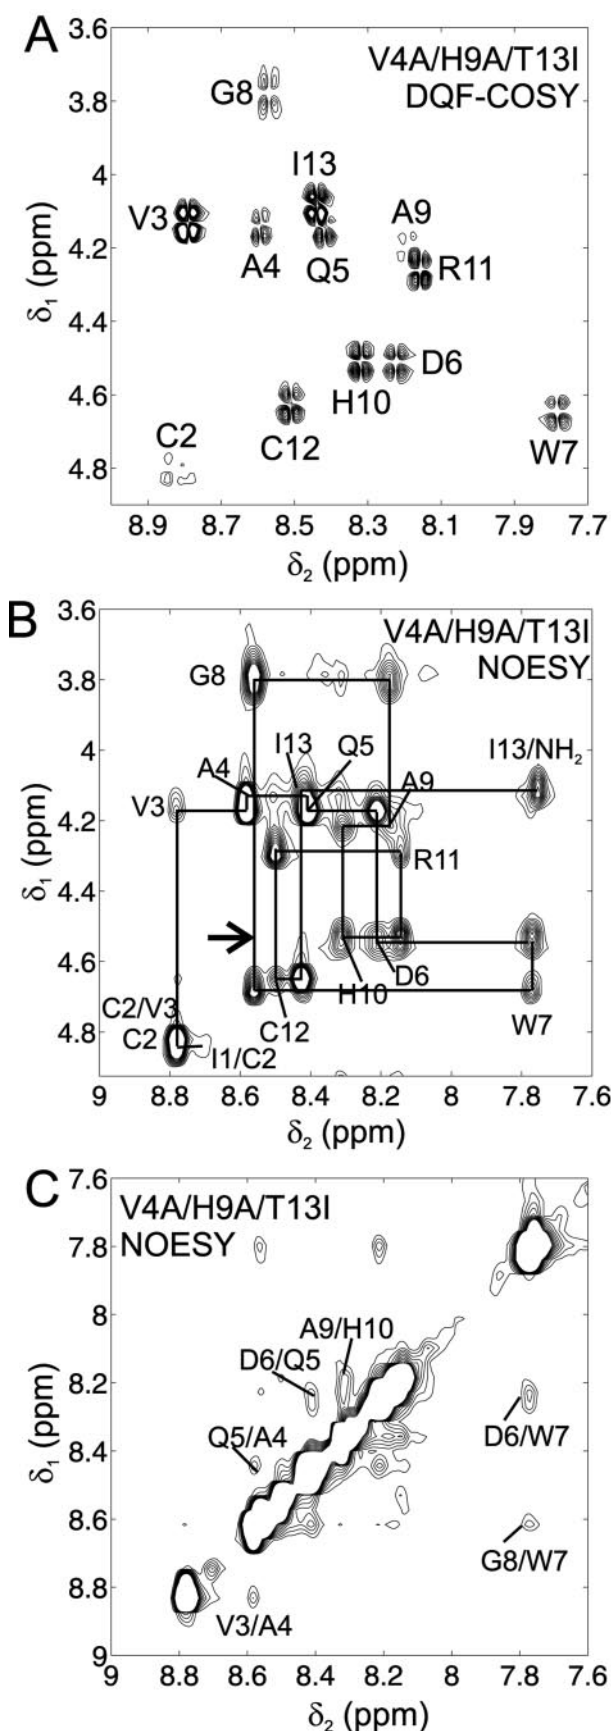 A
V4A/H9A/T13I
DQF-COSY
3.6
3.8
4
4.2
4.4
4.6
4.8
δ1 (ppm)
G8
I13
V3
A9
A4
Q5
R11
D6
H10
C12
W7
C2
8.9
8.7
8.5
8.3
8.1
7.9
7.7
δ2 (ppm)
B
V4A/H9A/T13I
NOESY
3.6
3.8
4
4.2
4.4
4.6
4.8
δ1 (ppm)
G8
I13
Q5
I13/NH2
A4
A9
V3
R11
D6
H10
C12
W7
C2/V3
C2
I1/C2
9
8.8
8.6
8.4
8.2
8
7.8
7.6
δ2 (ppm)
C
V4A/H9A/T13I
NOESY
7.6
7.8
8
8.2
8.4
8.6
8.8
9
δ1 (ppm)
A9/H10
D6/Q5
Q5/A4
D6/W7
G8/W7
V3/A4
9
8.8
8.6
8.4
8.2
8
7.8
7.6
δ2 (ppm)